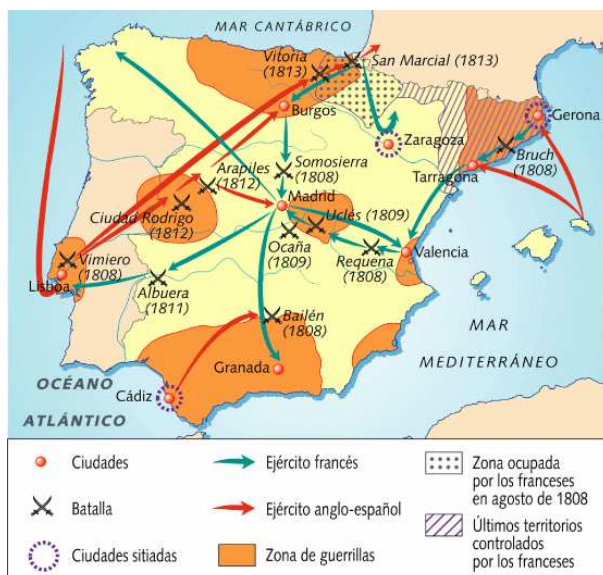 MAR CANTÁBRICO
Vitoria
(1813)
San Marcial (1813)
Burgos
Zaragoza
Gerona
Bruch
(1808)
Tarragona
Somosierra
(1808)
Arapiles
(1812)
Madrid
Ciudad Rodrigo
(1812)
Uclés (1809)
Ocaña
(1809)
Requena
(1808)
Valencia
Vimiero
(1808)
Lisboa
Albuera
(1811)
Bailén
(1808)
MAR
MEDITERRÁNEO
Granada
Cádiz
OCÉANO
ATLÁNTICO
Ciudades
Batalla
Ciudades sitiadas
Ejército francés
Ejército anglo-español
Zona de guerrillas
Zona ocupada
por los franceses
en agosto de 1808
Últimos territorios
controlados
por los franceses